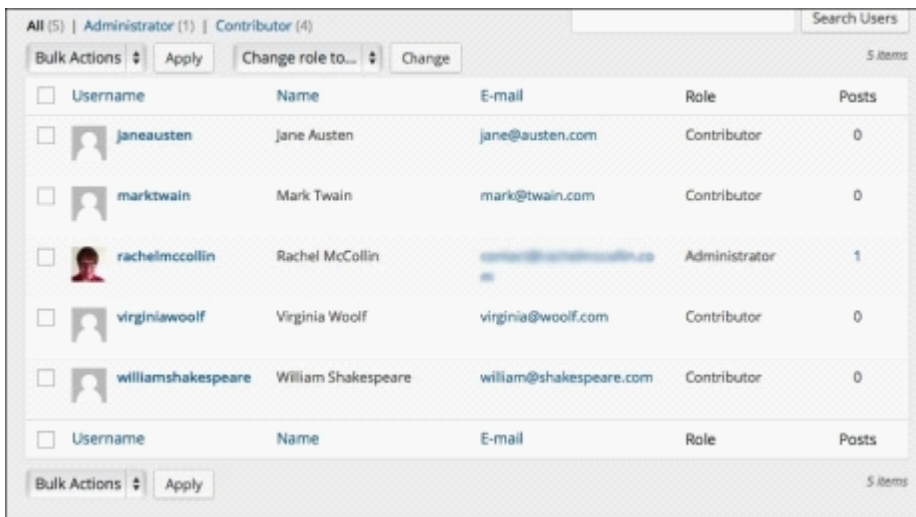 All (5) | Administrator (1) | Contributor (4)
Search Users
Bulk Actions Apply Change role to... Change 5 items
Username Name E-mail Role Posts
janeausten Jane Austen jane@austen.com Contributor 0
marktwain Mark Twain mark@twain.com Contributor 0
rachelmccollin Rachel McCollin Administrator 1
virginiawoolf Virginia Woolf virginia@woolf.com Contributor 0
williamshakespeare William Shakespeare william@shakespeare.com Contributor 0
Username Name E-mail Role Posts
Bulk Actions Apply 5 items